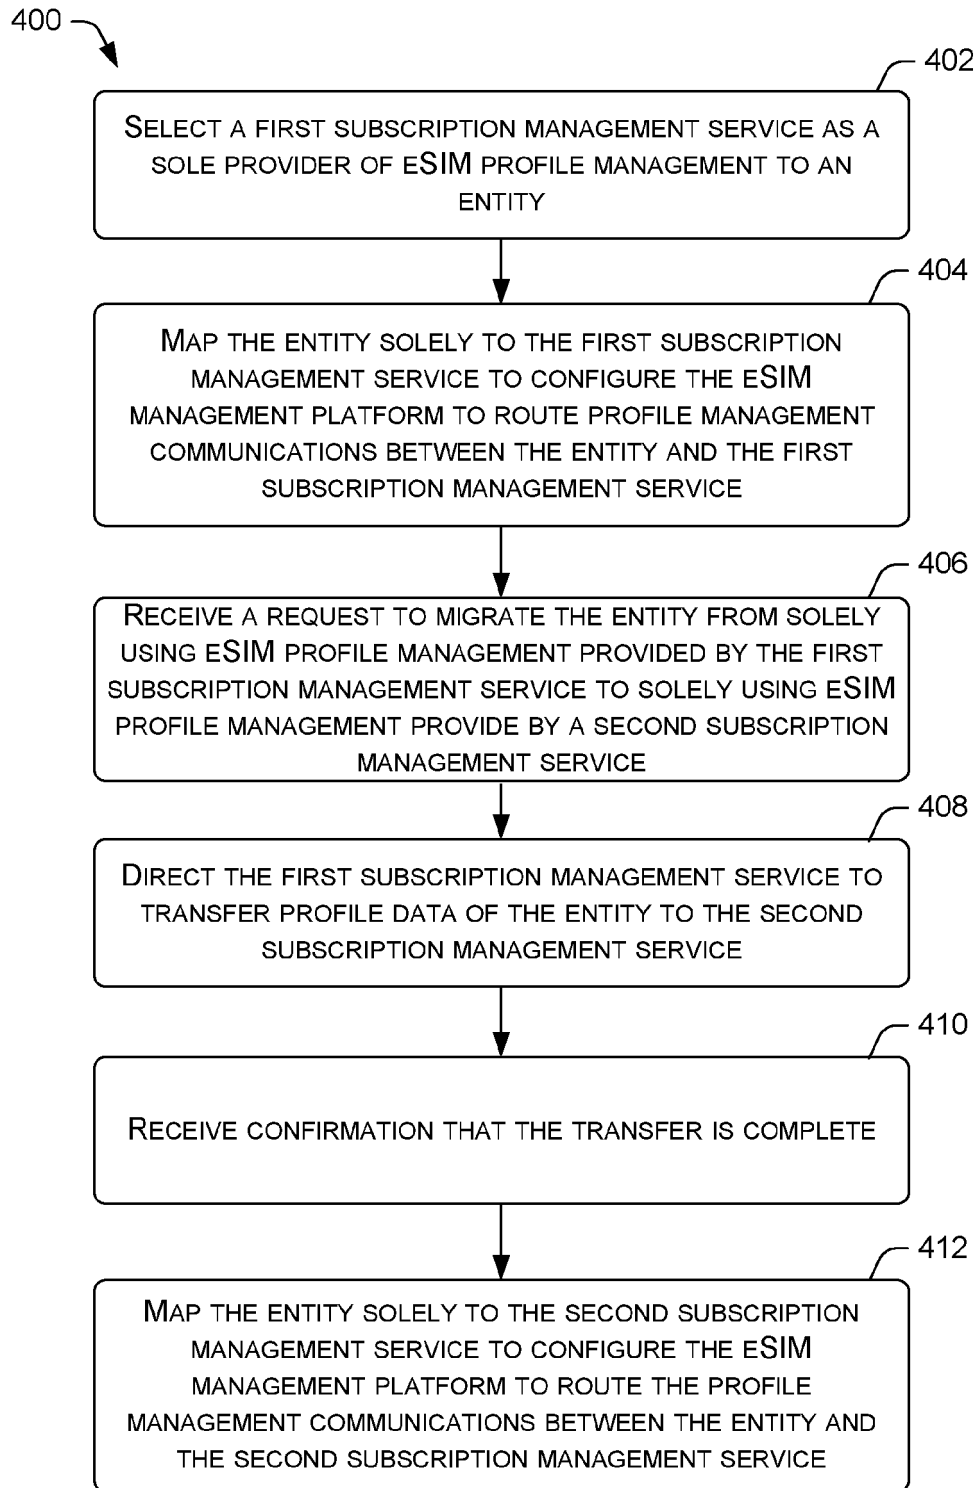 400
402
SELECT A FIRST SUBSCRIPTION MANAGEMENT SERVICE AS A
SOLE PROVIDER OF ESIM PROFILE MANAGEMENT TO AN
ENTITY
404
MAP THE ENTITY SOLELY TO THE FIRST SUBSCRIPTION
MANAGEMENT SERVICE TO CONFIGURE THE ESIM
MANAGEMENT PLATFORM TO ROUTE PROFILE MANAGEMENT
COMMUNICATIONS BETWEEN THE ENTITY AND THE FIRST
SUBSCRIPTION MANAGEMENT SERVICE
406
RECEIVE A REQUEST TO MIGRATE THE ENTITY FROM SOLELY
USING ESIM PROFILE MANAGEMENT PROVIDED BY THE FIRST
SUBSCRIPTION MANAGEMENT SERVICE TO SOLELY USING ESIM
PROFILE MANAGEMENT PROVIDE BY A SECOND SUBSCRIPTION
MANAGEMENT SERVICE
408
DIRECT THE FIRST SUBSCRIPTION MANAGEMENT SERVICE TO
TRANSFER PROFILE DATA OF THE ENTITY TO THE SECOND
SUBSCRIPTION MANAGEMENT SERVICE
410
RECEIVE CONFIRMATION THAT THE TRANSFER IS COMPLETE
412
MAP THE ENTITY SOLELY TO THE SECOND SUBSCRIPTION
MANAGEMENT SERVICE TO CONFIGURE THE ESIM
MANAGEMENT PLATFORM TO ROUTE THE PROFILE
MANAGEMENT COMMUNICATIONS BETWEEN THE ENTITY AND
THE SECOND SUBSCRIPTION MANAGEMENT SERVICE